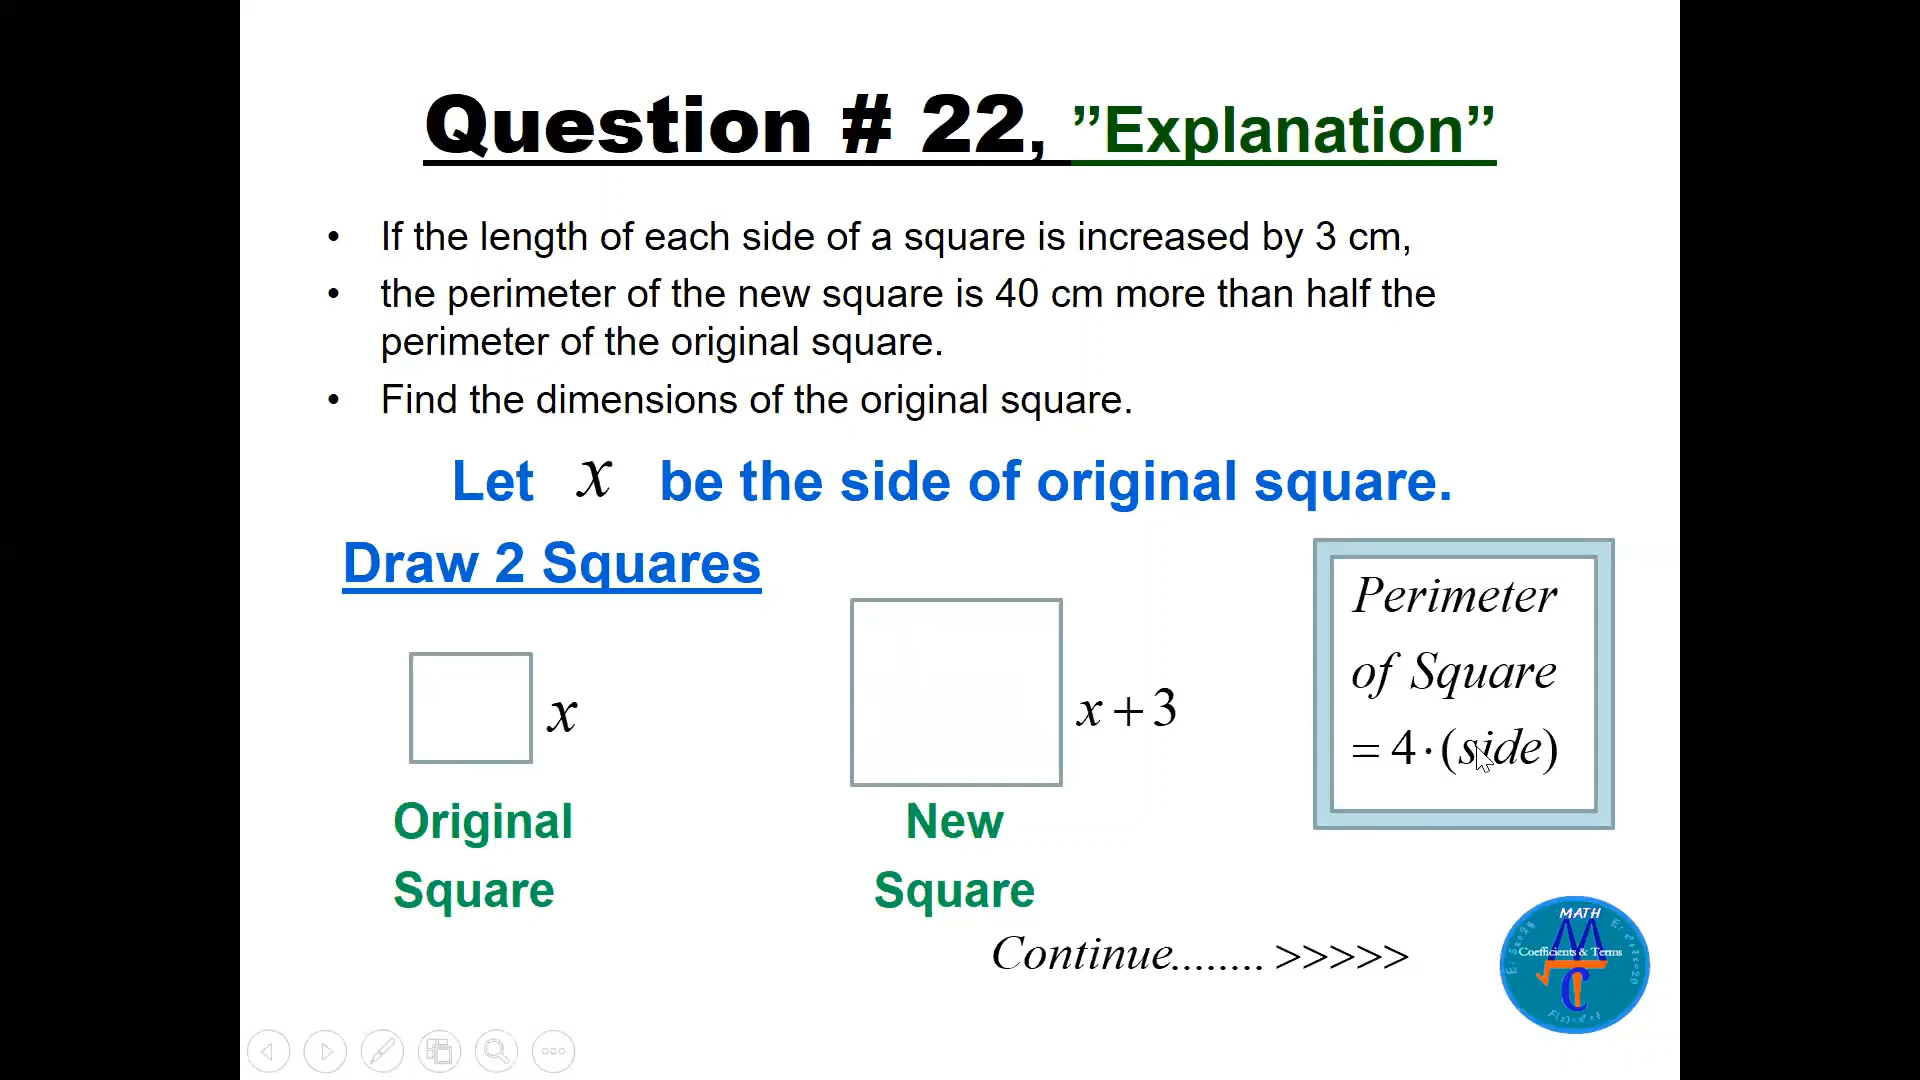 Question # 22, ”Explanation”
• If the length of each side of a square is increased by 3 cm,
• the perimeter of the new square is 40 cm more than half the
perimeter of the original square.
• Find the dimensions of the original square.
Let x be the side of original square.
Draw 2 Squares
x
Original
Square
x + 3
New
Square
Perimeter
of Square
= 4·(side)
Continue........ >>>>>
MATH
Coefficients & Terms